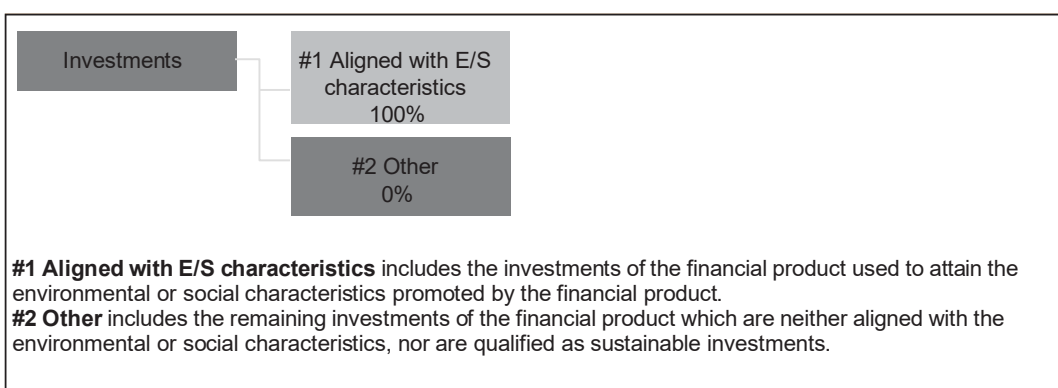 Investments
#1 Aligned with E/S
characteristics
100%
#2 Other
0%
#1 Aligned with E/S characteristics includes the investments of the financial product used to attain the
environmental or social characteristics promoted by the financial product.
#2 Other includes the remaining investments of the financial product which are neither aligned with the
environmental or social characteristics, nor are qualified as sustainable investments.